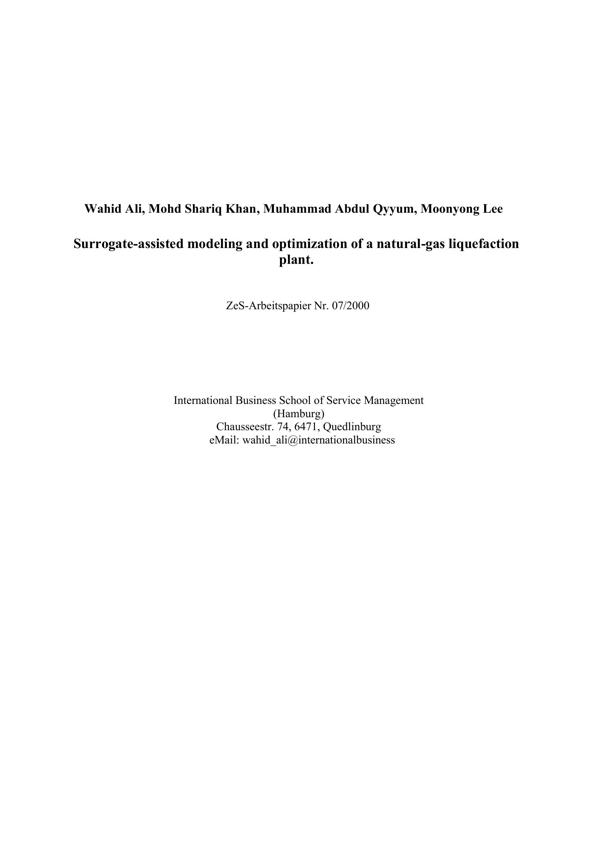 Wahid Ali, Mohd Shariq Khan, Muhammad Abdul Qyyum, Moonyong Lee
Surrogate-assisted modeling and optimization of a natural-gas liquefaction
plant.
ZeS-Arbeitspapier Nr. 07/2000
International Business School of Service Management
(Hamburg)
Chausseestr. 74, 6471, Quedlinburg
eMail: wahid_ali@internationalbusiness